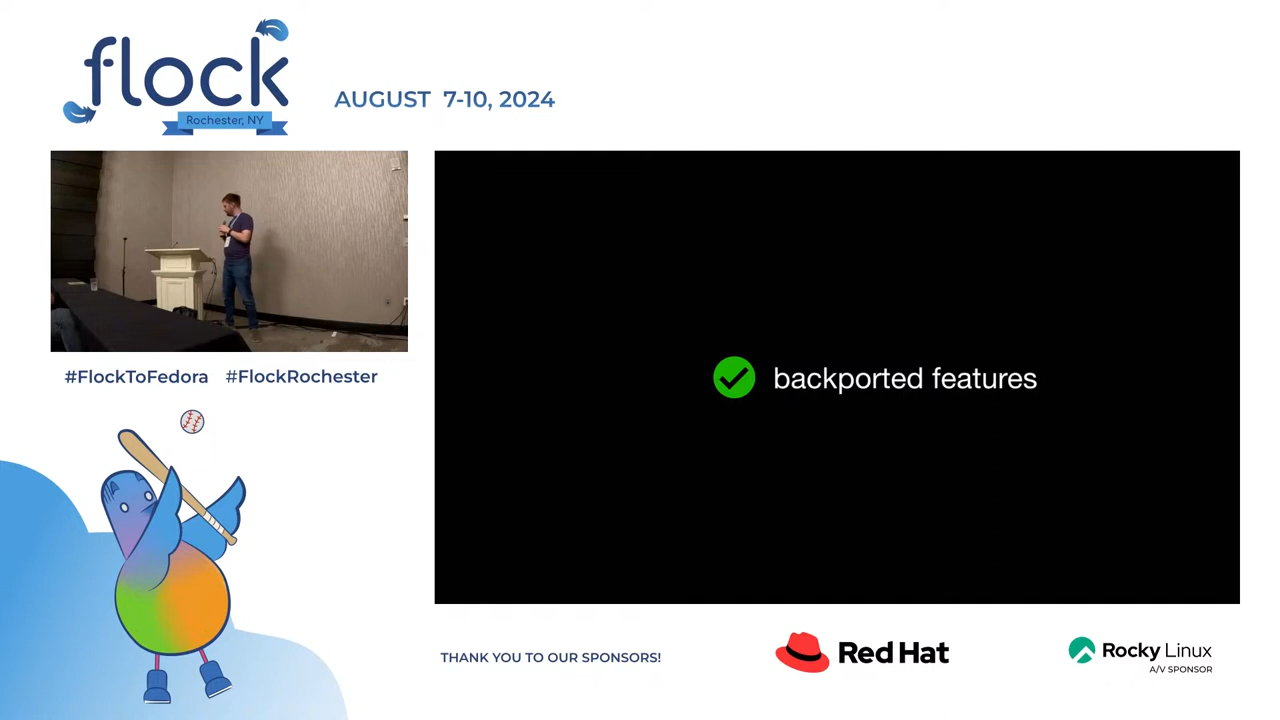 flock
Rochester, NY
AUGUST 7-10, 2024
#FlockToFedora #FlockRochester
backported features
THANK YOU TO OUR SPONSORS!
Red Hat
Rocky Linux
A/V SPONSOR